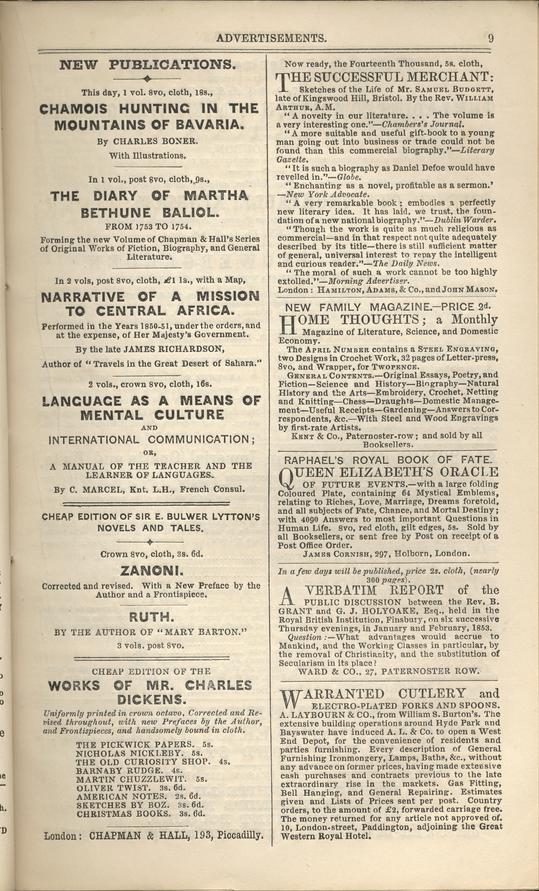 ADVERTISEMENTS.
9
NEW PUBLICATIONS.
This day, 1 vol. 8vo, cloth, 18s.,
CHAMOIS HUNTING IN THE
MOUNTAINS OF BAVARIA.
By CHARLES BONER.
With Illustrations.
In 1 vol., post 8vo, cloth, 9s.,
THE DIARY OF MARTHA
BETHUNE BALIOL.
FROM 1753 TO 1754.
Forming the new Volume of Chapman & Hall's Series
of Original Works of Fiction, Biography, and General
Literature.
In 2 vols, post 8vo, cloth, £1 1s., with a Map,
NARRATIVE OF A MISSION
TO CENTRAL AFRICA.
Performed in the Years 1850-51, under the orders, and
at the expense, of Her Majesty's Government.
By the late JAMES RICHARDSON,
Author of "Travels in the Great Desert of Sahara."
2 vols., crown 8vo, cloth, 16s.
LANGUAGE AS A MEANS OF
MENTAL CULTURE
AND
INTERNATIONAL COMMUNICATION;
OR,
A MANUAL OF THE TEACHER AND THE
LEARNER OF LANGUAGES.
By C. MARCEL, Knt. L.H., French Consul.
CHEAP EDITION OF SIR E. BULWER LYTTON'S
NOVELS AND TALES.
Crown 8vo, cloth, 3s. 6d.
ZANONI.
Corrected and revised. With a New Preface by the
Author and a Frontispiece.
RUTH.
BY THE AUTHOR OF "MARY BARTON."
3 vols. post 8vo.
CHEAP EDITION OF THE
WORKS OF MR. CHARLES
DICKENS.
Uniformly printed in crown octavo, Corrected and Re-
vised throughout, with new Prefaces by the Author,
and Frontispieces, and handsomely bound in cloth.
THE PICKWICK PAPERS. 5s.
NICHOLAS NICKLEBY. 5s.
THE OLD CURIOSITY SHOP. 4s.
BARNABY RUDGE. 4s.
MARTIN CHUZZLEWIT. 5s.
OLIVER TWIST. 3s. 6d.
AMERICAN NOTES. 2s. 6d.
SKETCHES BY BOZ. 3s. 6d.
CHRISTMAS BOOKS. 3s. 6d.
London: CHAPMAN & HALL, 193, Piccadilly.
Now ready, the Fourteenth Thousand, 5s. cloth,
THE SUCCESSFUL MERCHANT:
Sketches of the Life of Mr. SAMUEL BUDGETT,
late of Kingswood Hill, Bristol. By the Rev. WILLIAM
ARTHUR, A.M.
"A novelty in our literature. . . . The volume is
a very interesting one."—Chambers's Journal.
"A more suitable and useful gift-book to a young
man going out into business or trade could not be
found than this commercial biography."—Literary
Gazette.
"It is such a biography as Daniel Defoe would have
revelled in."—Globe.
"Enchanting as a novel, profitable as a sermon.'
—New York Advocate.
"A very remarkable book; embodies a perfectly
new literary idea. It has laid, we trust, the foun-
dation of a new national biography."—Dublin Warder.
"Though the work is quite as much religious as
commercial—and in that respect not quite adequately
described by its title—there is still sufficient matter
of general, universal interest to repay the intelligent
and curious reader."—The Daily News.
"The moral of such a work cannot be too highly
extolled."—Morning Advertiser.
London: HAMILTON, ADAMS, & Co., and JOHN MASON.
NEW FAMILY MAGAZINE.—PRICE 2d.
HOME THOUGHTS; a Monthly
Magazine of Literature, Science, and Domestic
Economy.
The APRIL NUMBER contains a STEEL ENGRAVING,
two Designs in Crochet Work, 32 pages of Letter-press,
8vo, and Wrapper, for TWOPENCE.
GENERAL CONTENTS.—Original Essays, Poetry, and
Fiction—Science and History—Biography—Natural
History and the Arts—Embroidery, Crochet, Netting
and Knitting—Chess—Draughts—Domestic Manage-
ment—Useful Receipts—Gardening—Answers to Cor-
respondents, &c.—With Steel and Wood Engravings
by first-rate Artists.
KENT & Co., Paternoster-row; and sold by all
Booksellers.
RAPHAEL'S ROYAL BOOK OF FATE.
QUEEN ELIZABETH'S ORACLE
OF FUTURE EVENTS.—with a large folding
Coloured Plate, containing 64 Mystical Emblems,
relating to Riches, Love, Marriage, Dreams foretold,
and all subjects of Fate, Chance, and Mortal Destiny;
with 4090 Answers to most important Questions in
Human Life. 8vo, red cloth, gilt edges, 5s. Sold by
all Booksellers, or sent free by Post on receipt of a
Post Office Order.
JAMES CORNISH, 297, Holborn, London.
In a few days will be published, price 2s. cloth, (nearly
300 pages).
A VERBATIM REPORT of the
PUBLIC DISCUSSION between the Rev. B.
GRANT and G. J. HOLYOAKE, Esq., held in the
Royal British Institution, Finsbury, on six successive
Thursday evenings, in January and February, 1853.
Question:—What advantages would accrue to
Mankind, and the Working Classes in particular, by
the removal of Christianity, and the substitution of
Secularism in its place?
WARD & CO., 27, PATERNOSTER ROW.
WARRANTED CUTLERY and
ELECTRO-PLATED FORKS AND SPOONS.
A. LAYBOURN & CO., from William S. Burton's. The
extensive building operations around Hyde Park and
Bayswater have induced A. L. & Co. to open a West
End Depot, for the convenience of residents and
parties furnishing. Every description of General
Furnishing Ironmongery, Lamps, Baths, &c., without
any advance on former prices, having made extensive
cash purchases and contracts previous to the late
extraordinary rise in the markets. Gas Fitting,
Bell Hanging, and General Repairing. Estimates
given and Lists of Prices sent per post. Country
orders, to the amount of £2, forwarded carriage free.
The money returned for any article not approved of.
10, London-street, Paddington, adjoining the Great
Western Royal Hotel.